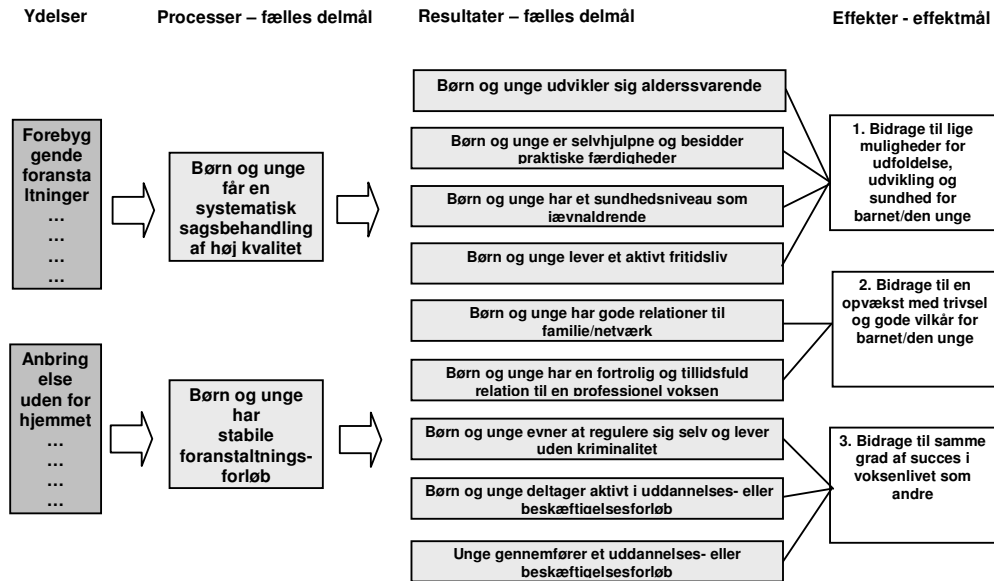 Ydelser
Processer – fælles delmål
Resultater – fælles delmål
Effekter - effektmål
Forebyg
gende
foransta
ltninger
…
…
…
…
Anbring
else
uden for
hjemmet
…
…
…
…
Børn og unge
får en
systematisk
sagsbehandling
af høj kvalitet
Børn og unge
har
stabile
foranstaltnings-
forløb
Børn og unge udvikler sig alderssvarende
Børn og unge er selvhjulpne og besidder
praktiske færdigheder
Børn og unge har et sundhedsniveau som
jævnaldrende
Børn og unge lever et aktivt fritidsliv
Børn og unge har gode relationer til
familie/netværk
Børn og unge har en fortrolig og tillidsfuld
relation til en professionel voksen
Børn og unge evner at regulere sig selv og lever
uden kriminalitet
Børn og unge deltager aktivt i uddannelses- eller
beskæftigelsesforløb
Unge gennemfører et uddannelses- eller
beskæftigelsesforløb
1. Bidrage til lige
muligheder for
udfoldelse,
udvikling og
sundhed for
barnet/den unge
2. Bidrage til en
opvækst med trivsel
og gode vilkår for
barnet/den unge
3. Bidrage til samme
grad af succes i
voksenlivet som
andre